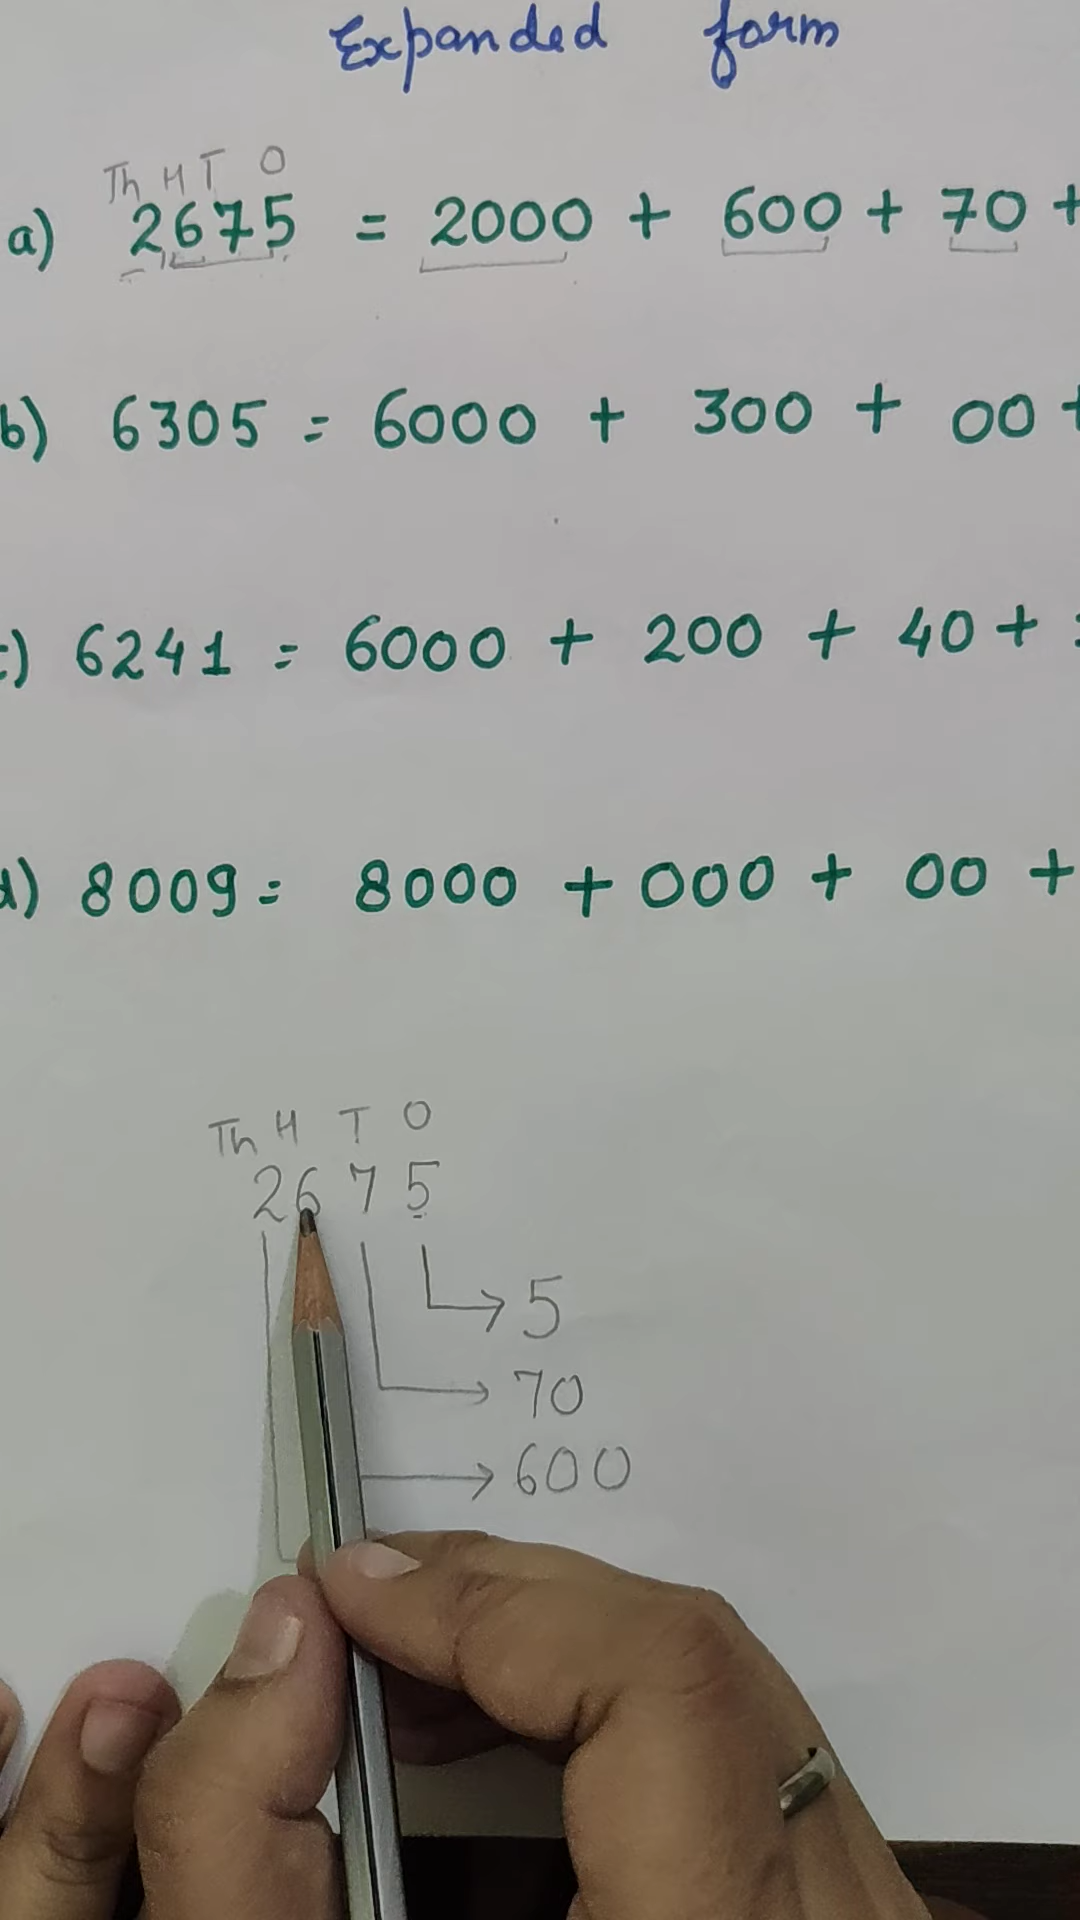 Expanded form
Th H T O
a) 2675 = 2000 + 600 + 70 +
b) 6305 = 6000 + 300 + 00 +
) 6241 = 6000 + 200 + 40 +
d) 8009 = 8000 + 000 + 00 +
Th H T O
2675
5
70
600